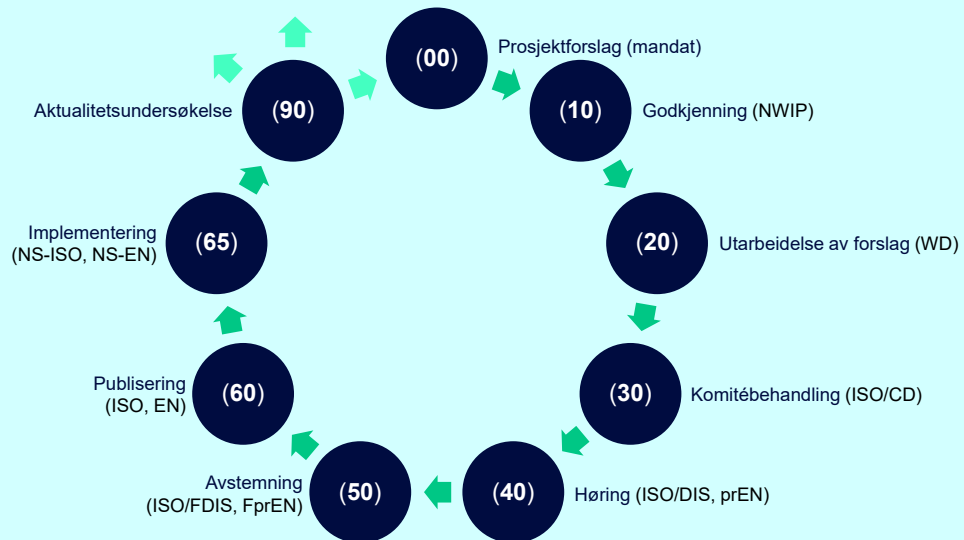 Prosjektforslag (mandat)
(00)
Godkjenning (NWIP)
(10)
Utarbeidelse av forslag (WD)
(20)
Komitébehandling (ISO/CD)
(30)
Høring (ISO/DIS, prEN)
(40)
Avstemning
(ISO/FDIS, FprEN)
(50)
Publisering
(ISO, EN)
(60)
Implementering
(NS-ISO, NS-EN)
(65)
Aktualitetsundersøkelse
(90)